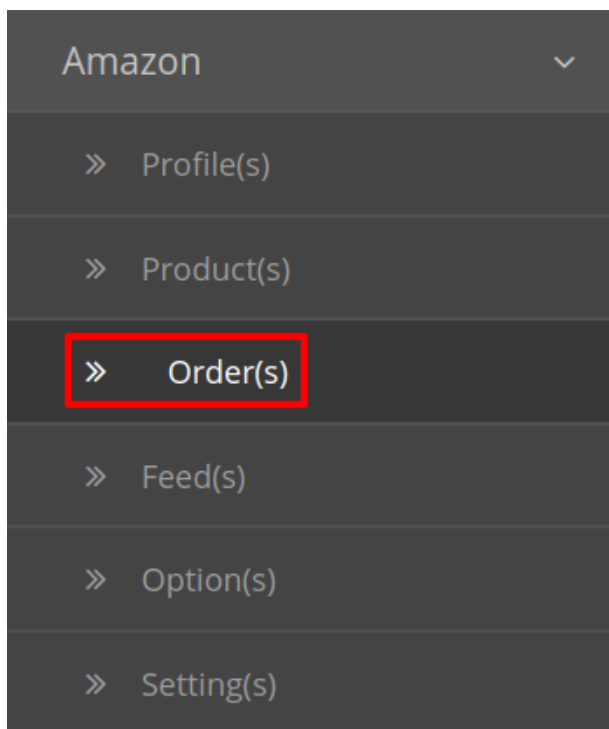 Amazon
Profile(s)
Product(s)
Order(s)
Feed(s)
Option(s)
Setting(s)